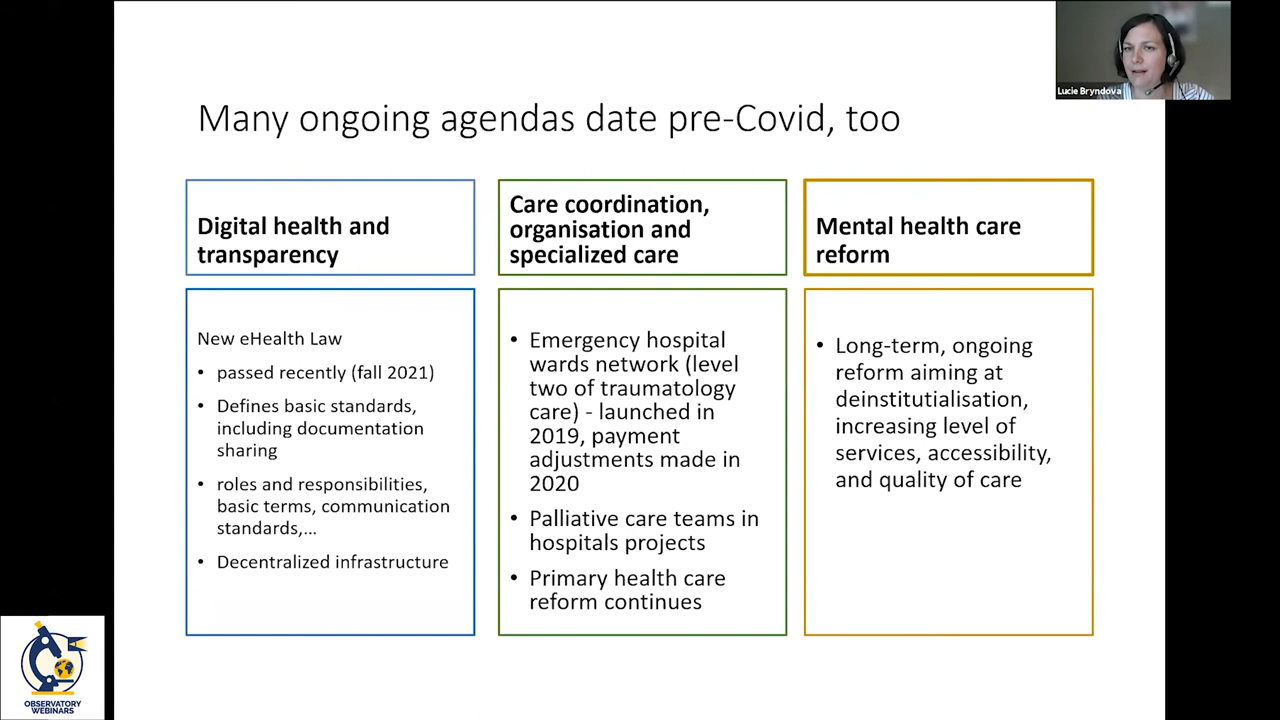 Lucie Bryndova
Many ongoing agendas date pre-Covid, too
Digital health and
transparency
New eHealth Law
• passed recently (fall 2021)
• Defines basic standards,
including documentation
sharing
• roles and responsibilities,
basic terms, communication
standards,...
• Decentralized infrastructure
Care coordination,
organisation and
specialized care
• Emergency hospital
wards network (level
two of traumatology
care) - launched in
2019, payment
adjustments made in
2020
• Palliative care teams in
hospitals projects
• Primary health care
reform continues
Mental health care
reform
• Long-term, ongoing
reform aiming at
deinstitutialisation,
increasing level of
services, accessibility,
and quality of care
OBSERVATORY
WEBINARS